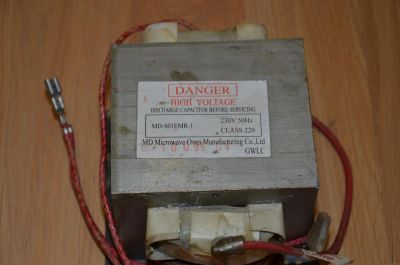 DANGER
HIGH VOLTAGE
DISCHARGE CAPACITOR BEFORE SERVICING
MD-801EMR-1
230V 50Hz
CLASS 220
MD Microwave Oven Manufacturing Co.,Ltd
GWLC